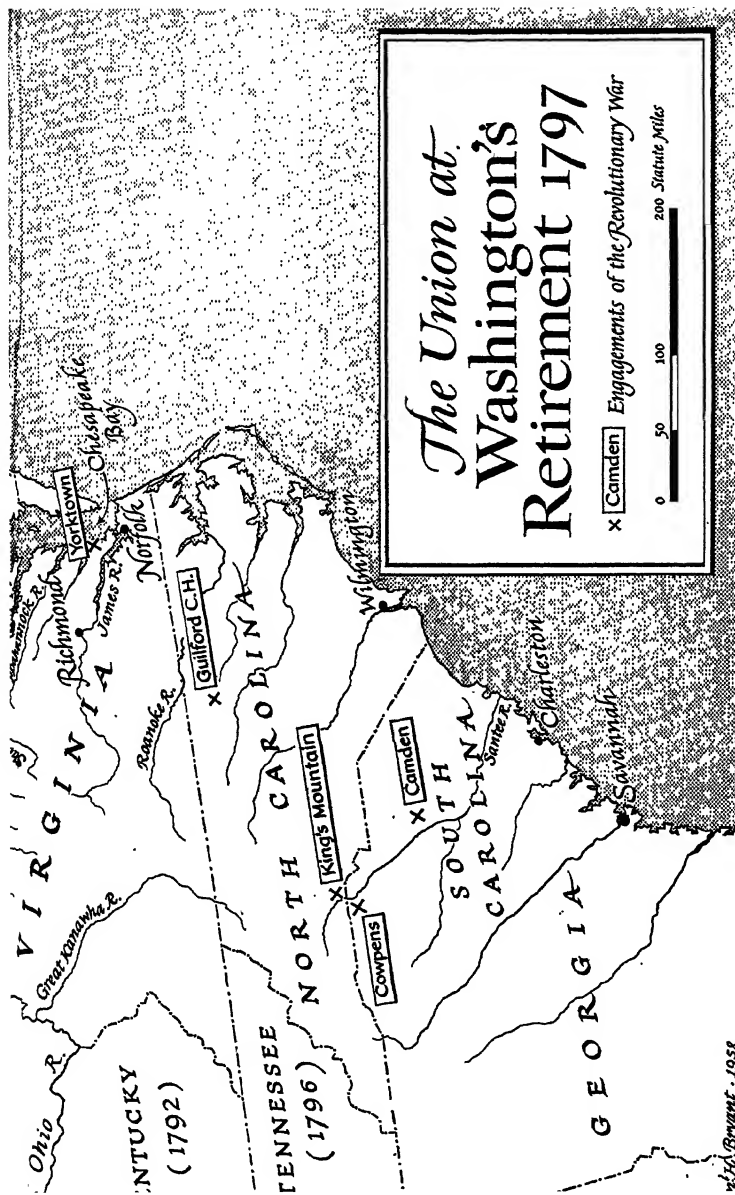 The Union at
Washington's
Retirement 1797
x Camden Engagements of the Revolutionary War
0 50 100 200 Statute Miles
Ohio R.
Great Kanawha R.
VIRGINIA
Richmond
James R.
Yorktown
Chesapeake
Bay
Norfolk
Roanoke R.
Guilford C.H.
NTUCKY
(1792)
TENNESSEE
(1796)
NORTH CAROLINA
Wilmington
King's Mountain
Cowpens
Camden
SOUTH
CAROLINA
Santee R.
Charleston
Savannah
GEORGIA
Bryant · 1958